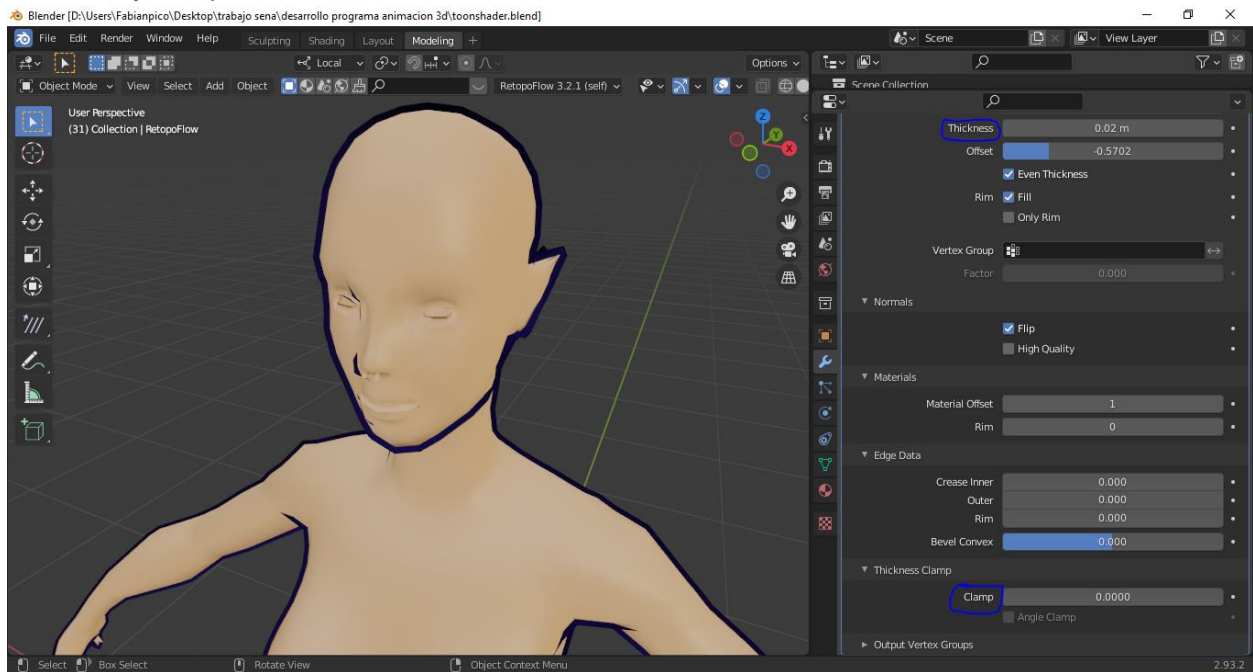 Blender [D:\Users\Fabianpico\Desktop\trabajo sena\desarrollo programa animacion 3d\toonshader.blend]
File Edit Render Window Help Sculpting Shading Layout Modeling + Scene View Layer
Local Options
Object Mode View Select Add Object RetopoFlow 3.2.1 (self) Scene Collection
User Perspective
(31) Collection | RetopoFlow
Z
Y
X
Thickness 0.02 m
Offset -0.5702
Even Thickness
Rim Fill
Only Rim
Vertex Group
Factor 0.000
Normals
Flip
High Quality
Materials
Material Offset 1
Rim 0
Edge Data
Crease Inner 0.000
Outer 0.000
Rim 0.000
Bevel Convex 0.000
Thickness Clamp
Clamp 0.0000
Angle Clamp
Output Vertex Groups
Select Box Select Rotate View Object Context Menu 2.93.2